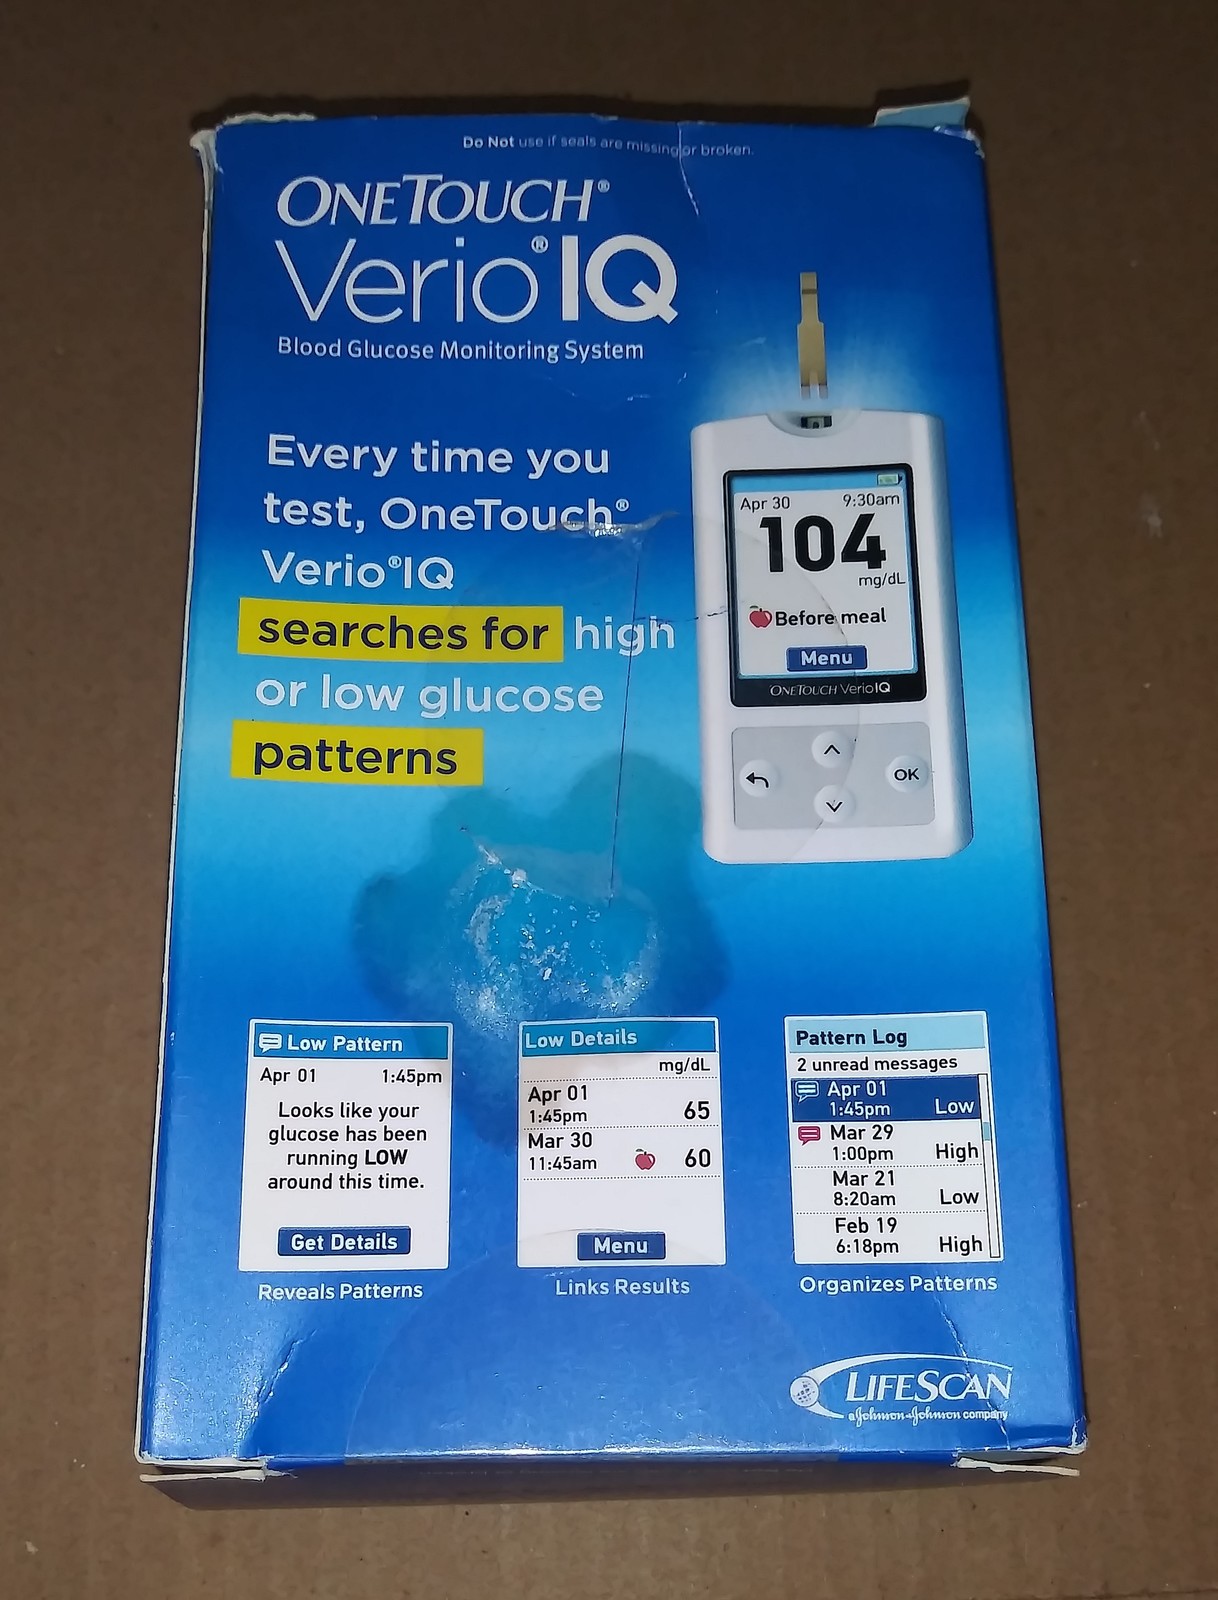 Do Not use if seals are missing or broken.
ONETOUCH®
Verio®IQ
Blood Glucose Monitoring System
Every time you
test, OneTouch®
Verio®IQ
searches for high
or low glucose
patterns
Apr 30 9:30am
104
mg/dL
Before meal
Menu
ONETOUCH VerioIQ
OK
Low Pattern
Apr 01 1:45pm
Looks like your
glucose has been
running LOW
around this time.
Get Details
Reveals Patterns
Low Details
mg/dL
Apr 01
1:45pm 65
Mar 30
11:45am 60
Menu
Links Results
Pattern Log
2 unread messages
Apr 01
1:45pm Low
Mar 29
1:00pm High
Mar 21
8:20am Low
Feb 19
6:18pm High
Organizes Patterns
LIFESCAN
a Johnson+Johnson company